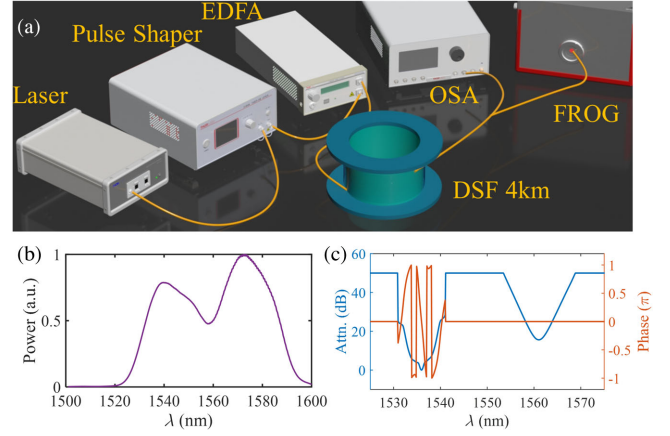 (a)
EDFA
Pulse Shaper
Laser
OSA
FROG
DSF 4km
(b)
Power (a.u.)
1
0.5
0
1500 1520 1540 1560 1580 1600
λ (nm)
(c)
Attn. (dB)
60
40
20
0
1530 1540 1550 1560 1570
λ (nm)
1
0.5
0
-0.5
-1
Phase (π)